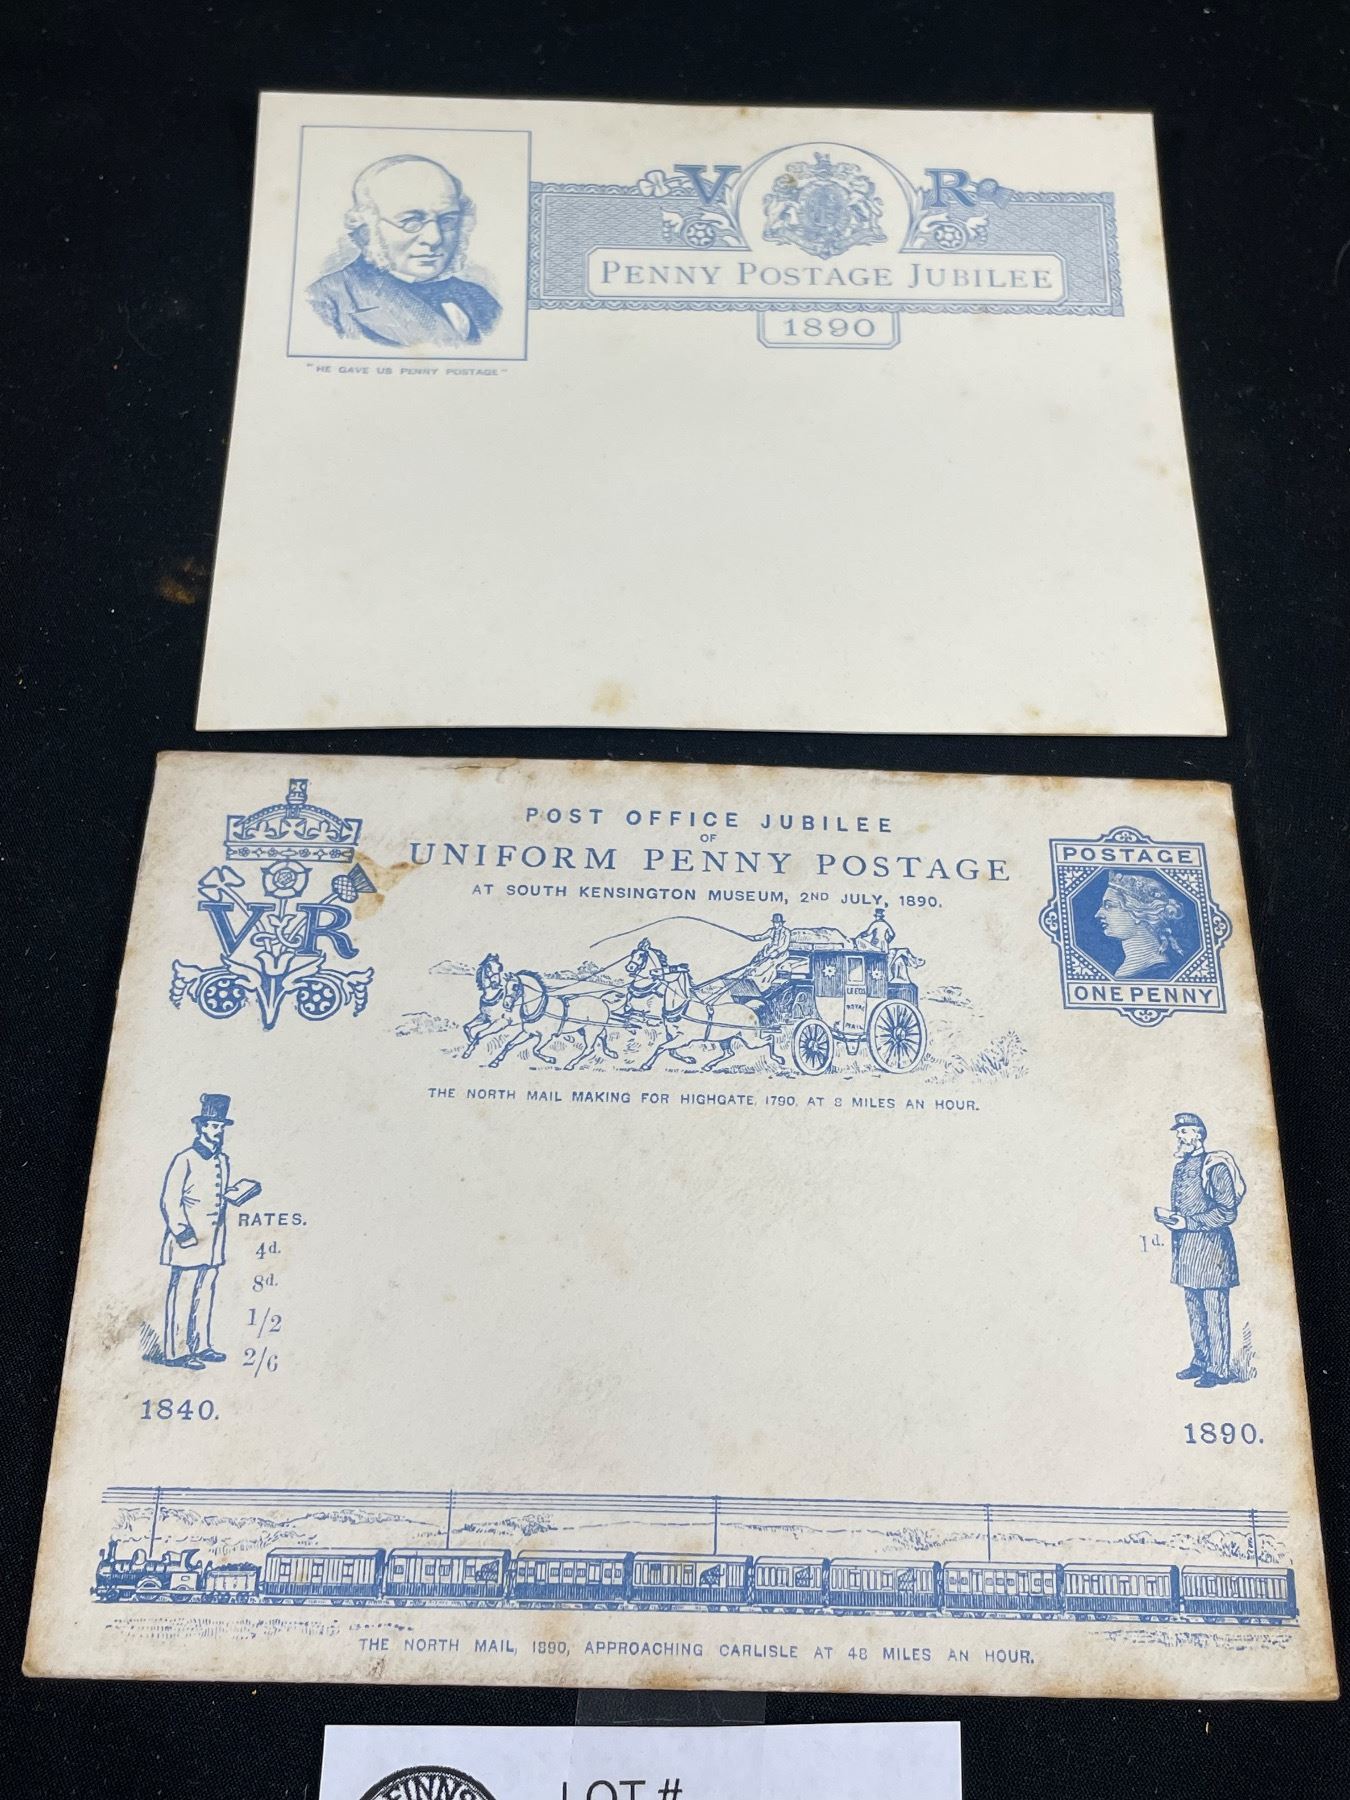 V R
PENNY POSTAGE JUBILEE
1890
"HE GAVE US PENNY POSTAGE"
POST OFFICE JUBILEE
OF
UNIFORM PENNY POSTAGE
AT SOUTH KENSINGTON MUSEUM, 2ND JULY, 1890.
V R
POSTAGE
ONE PENNY
LEEDS
ROYAL
MAIL
THE NORTH MAIL MAKING FOR HIGHGATE, 1790, AT 8 MILES AN HOUR.
RATES.
4d.
8d.
1/2
2/6
1840.
1d.
1890.
THE NORTH MAIL, 1890, APPROACHING CARLISLE AT 48 MILES AN HOUR.
LOT #